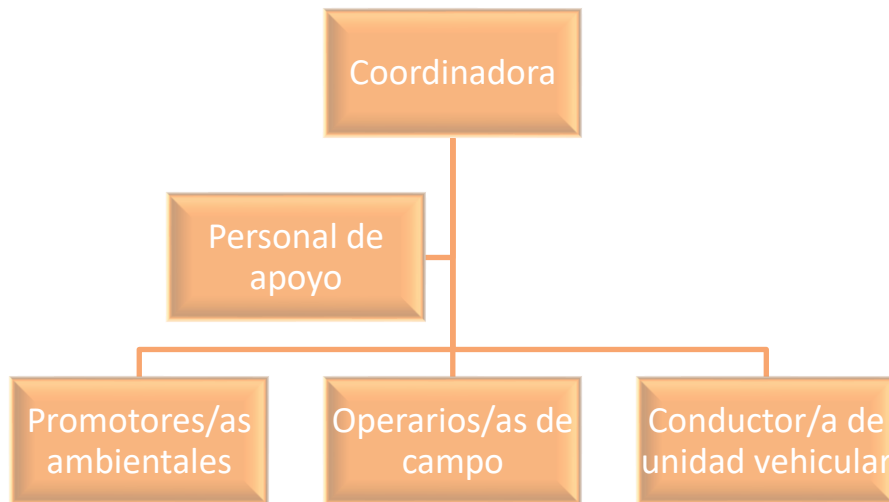 Coordinadora
Personal de
apoyo
Promotores/as
ambientales
Operarios/as de
campo
Conductor/a de
unidad vehicular